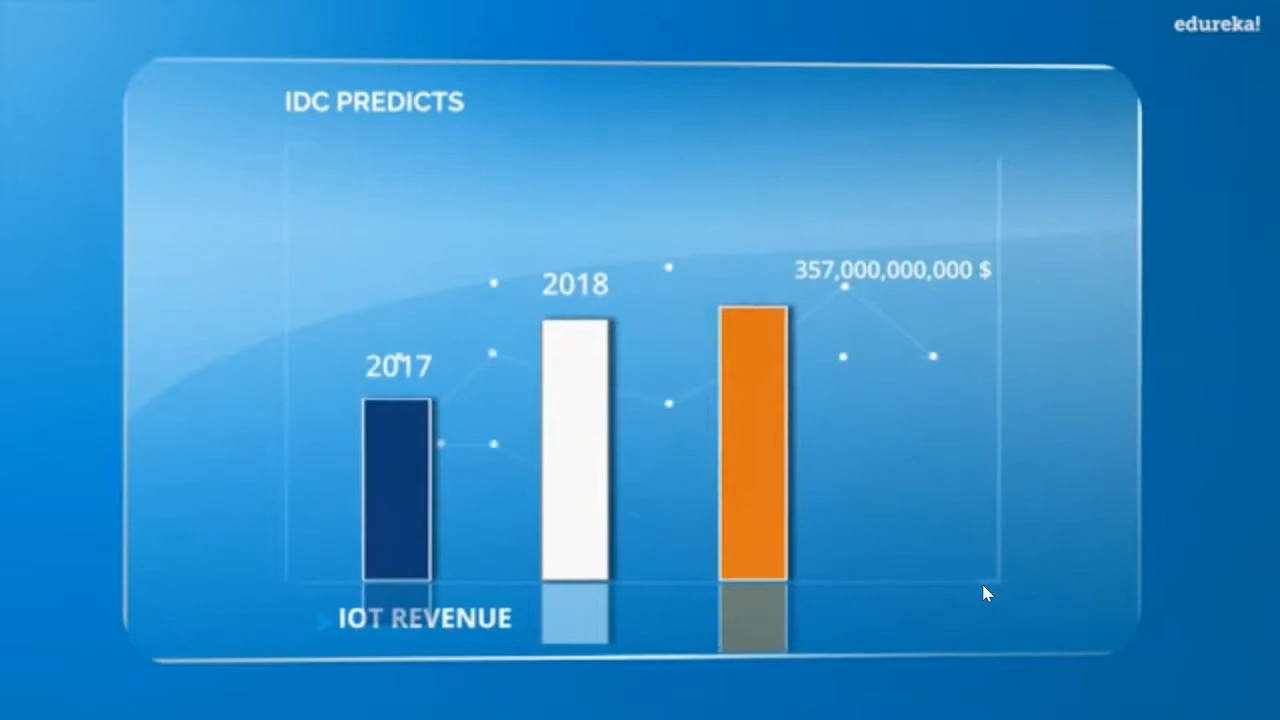 edureka!
IDC PREDICTS
357,000,000,000 $
2018
2017
IOT REVENUE